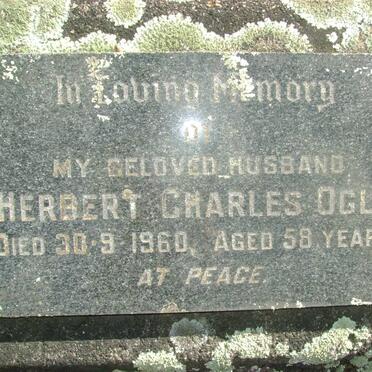 In Loving Memory
OF
MY BELOVED HUSBAND
HERBERT CHARLES OGL
DIED 30-9-1960, AGED 58 YEAR
AT PEACE.